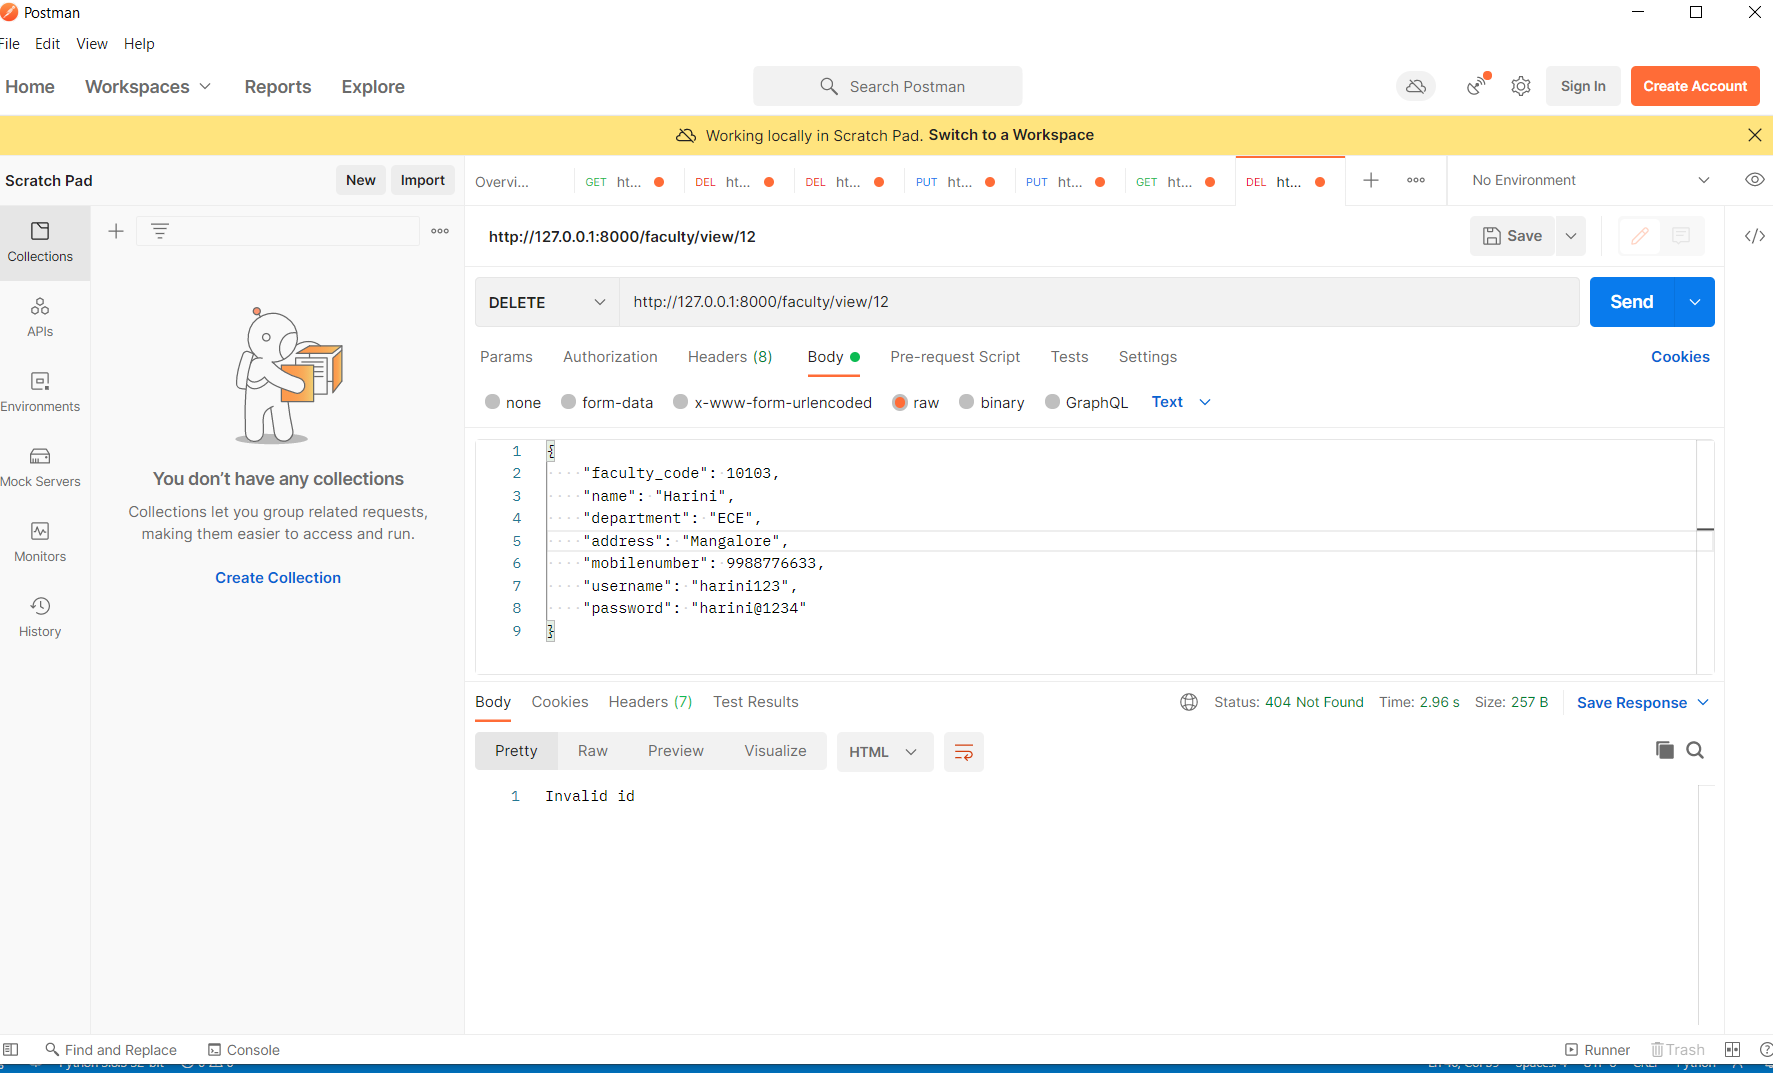 Postman
File Edit View Help
Home Workspaces Reports Explore
Search Postman
Sign In
Create Account
Working locally in Scratch Pad. Switch to a Workspace
Scratch Pad
New
Import
Overvi...
GET ht...
DEL ht...
DEL ht...
PUT ht...
PUT ht...
GET ht...
DEL ht...
No Environment
Collections
APIs
Environments
Mock Servers
Monitors
History
You don't have any collections
Collections let you group related requests,
making them easier to access and run.
Create Collection
http://127.0.0.1:8000/faculty/view/12
Save
DELETE
http://127.0.0.1:8000/faculty/view/12
Send
Params Authorization Headers (8) Body Pre-request Script Tests Settings
Cookies
none form-data x-www-form-urlencoded raw binary GraphQL Text
1 {
2 "faculty_code": 10103,
3 "name": "Harini",
4 "department": "ECE",
5 "address": "Mangalore",
6 "mobilenumber": 9988776633,
7 "username": "harini123",
8 "password": "harini@1234"
9 }
Body Cookies Headers (7) Test Results
Status: 404 Not Found Time: 2.96 s Size: 257 B
Save Response
Pretty Raw Preview Visualize
HTML
1 Invalid id
Find and Replace
Console
Runner
Trash